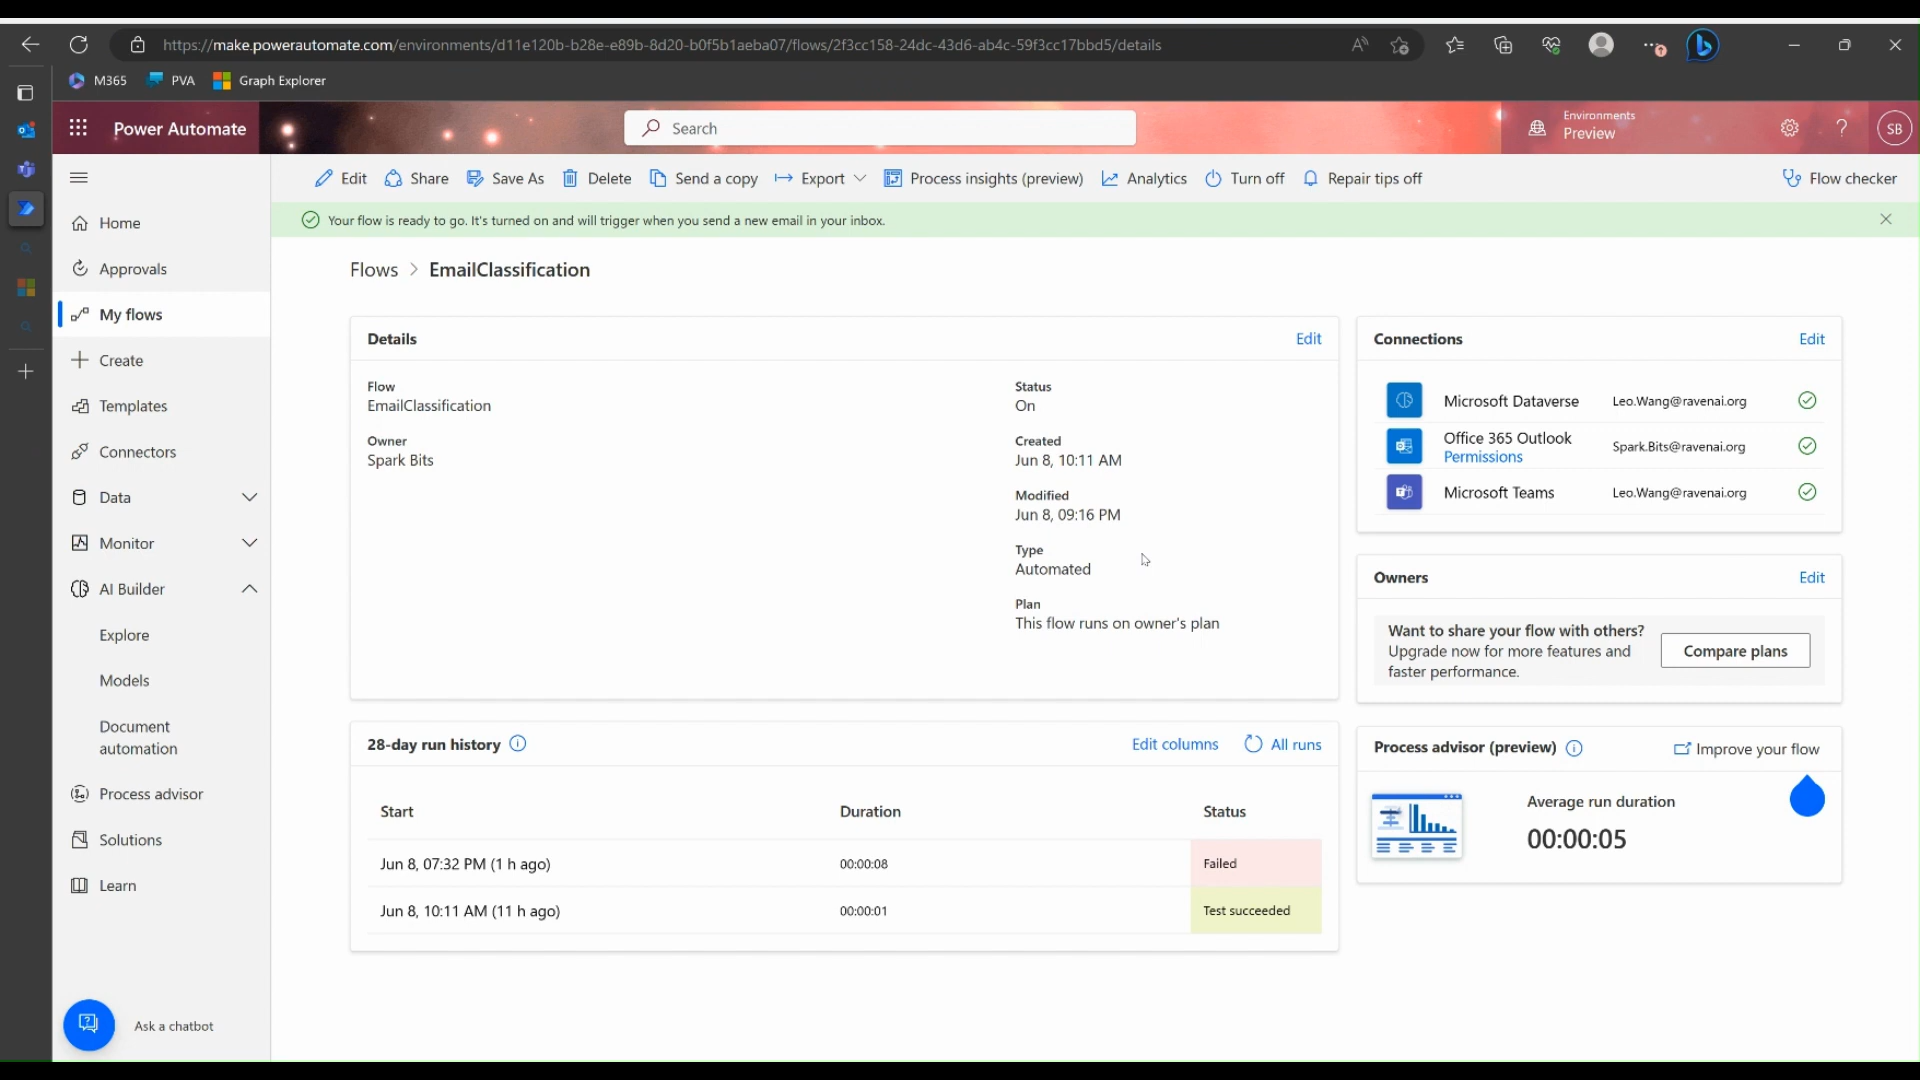 https://make.powerautomate.com/environments/d11e120b-b28e-e89b-8d20-b0f5b1aeba07/flows/2f3cc158-24dc-43d6-ab4c-59f3cc17bbd5/details
M365 PVA Graph Explorer
Power Automate
Search
Environments
Preview
?
SB
Edit Share Save As Delete Send a copy Export Process insights (preview) Analytics Turn off Repair tips off Flow checker
Your flow is ready to go. It's turned on and will trigger when you send a new email in your inbox.
Home
Approvals
My flows
Create
Templates
Connectors
Data
Monitor
AI Builder
Explore
Models
Document
automation
Process advisor
Solutions
Learn
Ask a chatbot
Flows > EmailClassification
Details Edit
Flow
EmailClassification
Owner
Spark Bits
Status
On
Created
Jun 8, 10:11 AM
Modified
Jun 8, 09:16 PM
Type
Automated
Plan
This flow runs on owner's plan
Connections Edit
Microsoft Dataverse Leo.Wang@ravenai.org
Office 365 Outlook Spark.Bits@ravenai.org
Permissions
Microsoft Teams Leo.Wang@ravenai.org
Owners Edit
Want to share your flow with others?
Upgrade now for more features and
faster performance.
Compare plans
28-day run history Edit columns All runs
Start Duration Status
Jun 8, 07:32 PM (1 h ago) 00:00:08 Failed
Jun 8, 10:11 AM (11 h ago) 00:00:01 Test succeeded
Process advisor (preview) Improve your flow
Average run duration
00:00:05